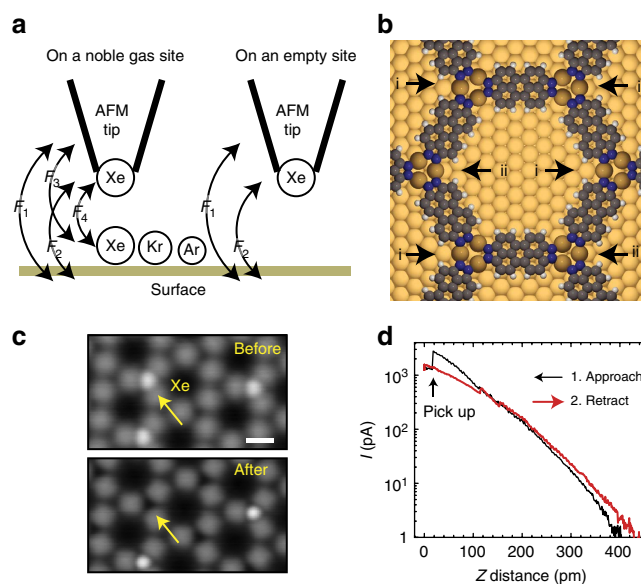 a
On a noble gas site
On an empty site
AFM
tip
AFM
tip
Xe
Xe
F1
F3
F2
F4
F1
F2
Xe
Kr
Ar
Surface
b
i
i
ii
i
i
ii
c
Before
Xe
After
d
10³
10²
10¹
1
I (pA)
1. Approach
2. Retract
Pick up
0
100
200
300
400
Z distance (pm)